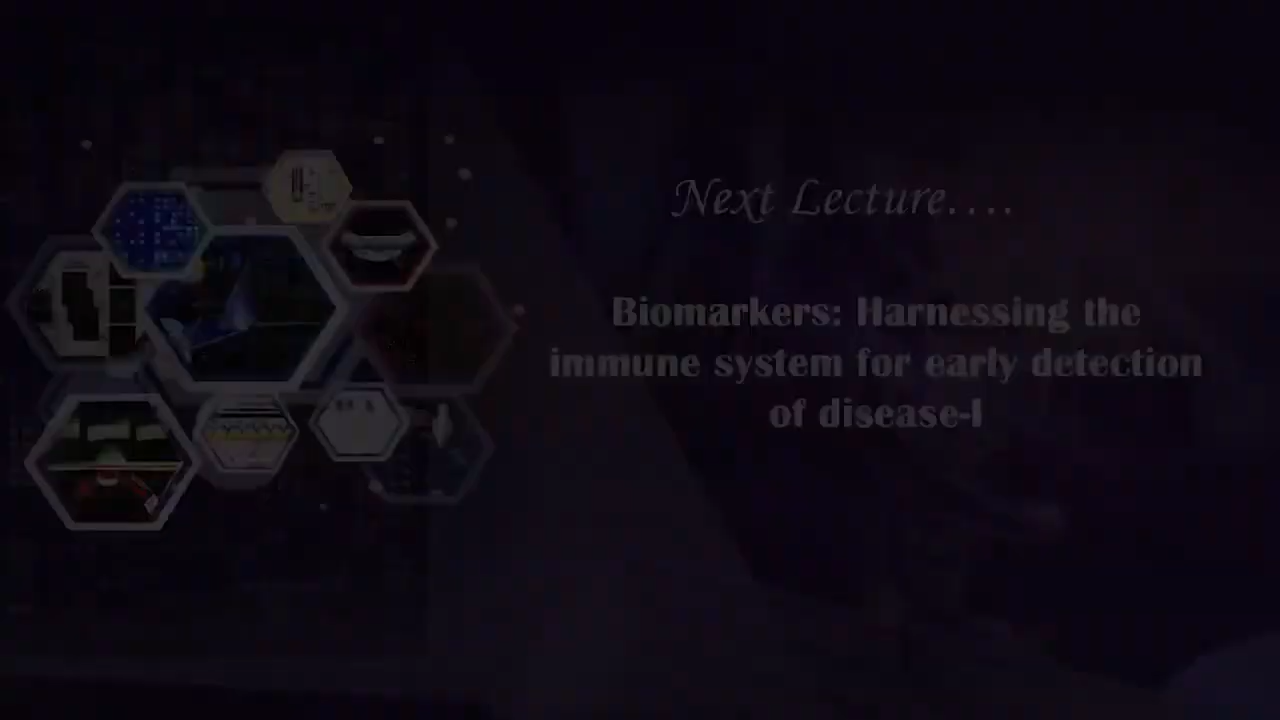 Next Lecture....
Biomarkers: Harnessing the
immune system for early detection
of disease-I